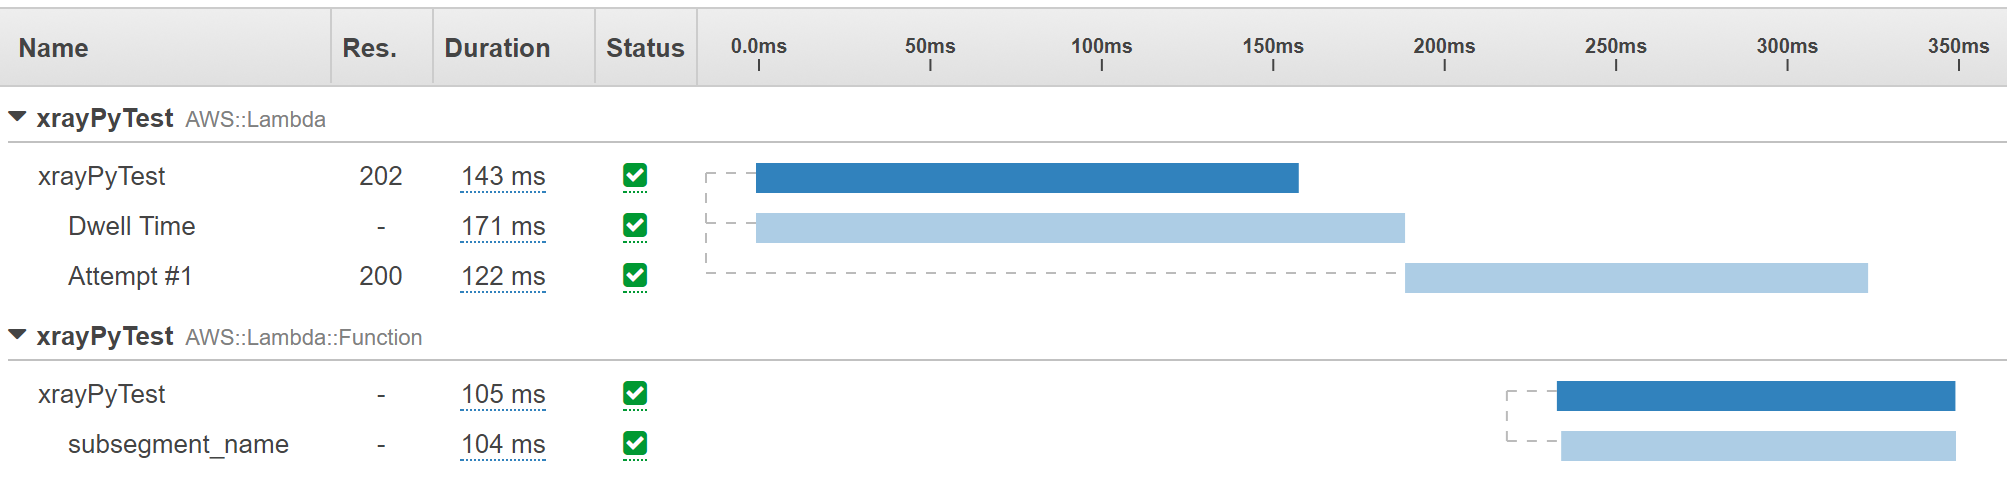 Name Res. Duration Status 0.0ms 50ms 100ms 150ms 200ms 250ms 300ms 350ms
xrayPyTest AWS::Lambda
xrayPyTest 202 143 ms
Dwell Time - 171 ms
Attempt #1 200 122 ms
xrayPyTest AWS::Lambda::Function
xrayPyTest - 105 ms
subsegment_name - 104 ms